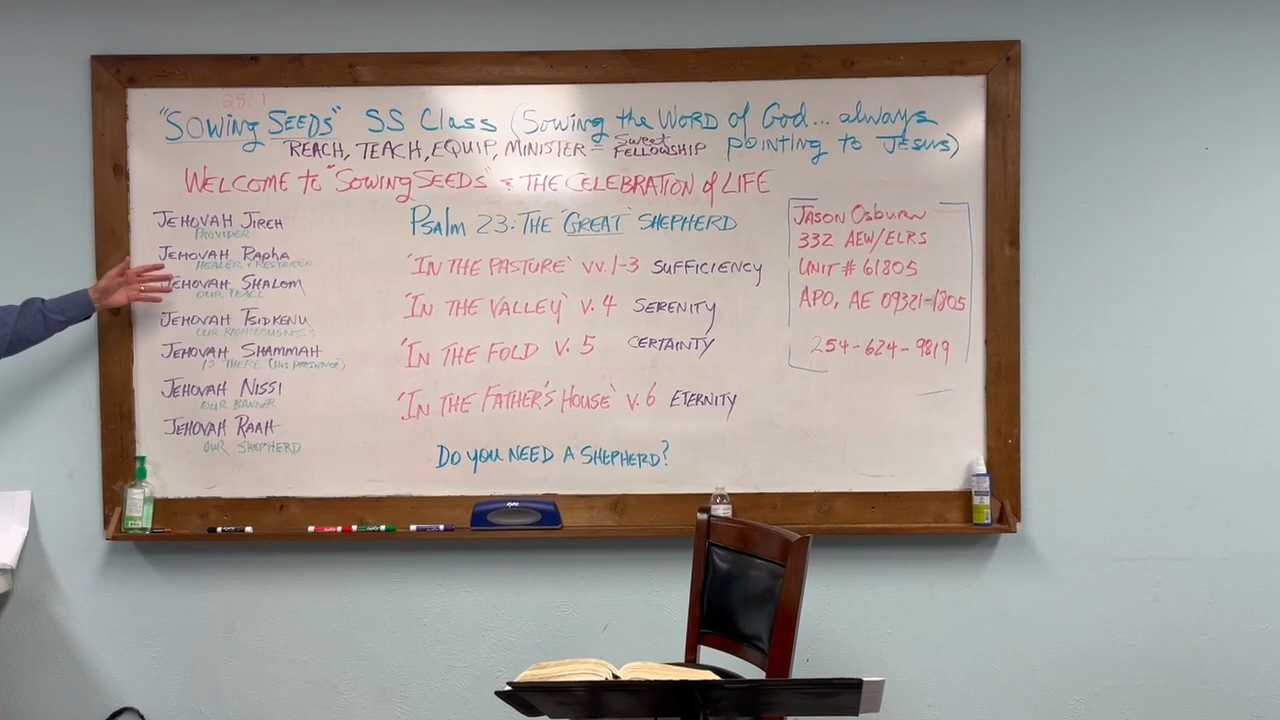 28:1
"SOWING SEEDS" SS Class (SOWING the WORD of God... always pointing to JESUS)
REACH, TEACH, EQUIP, MINISTER = Sweet FELLOWSHIP
WELCOME to "SOWING SEEDS" & THE CELEBRATION of LIFE
JEHOVAH JIREH
PROVIDER
JEHOVAH Rapha
HEALER + RESTORER
JEHOVAH SHALOM
OUR PEACE
JEHOVAH TSIDKENU
OUR RIGHTEOUSNESS
JEHOVAH SHAMMAH
IS THERE (His presence)
JEHOVAH NISSI
OUR BANNER
JEHOVAH RAAH
OUR SHEPHERD
Psalm 23: THE 'GREAT' SHEPHERD
'IN THE PASTURE' vv. 1-3 SUFFICIENCY
'IN THE VALLEY' v. 4 SERENITY
'IN THE FOLD V. 5 CERTAINTY
'IN THE FATHER'S HOUSE' V. 6 ETERNITY
DO YOU NEED A SHEPHERD?
JASON OSBURN
332 AEW/ELRS
UNIT # 61805
APO, AE 09321-1805
254-624-9819
expo